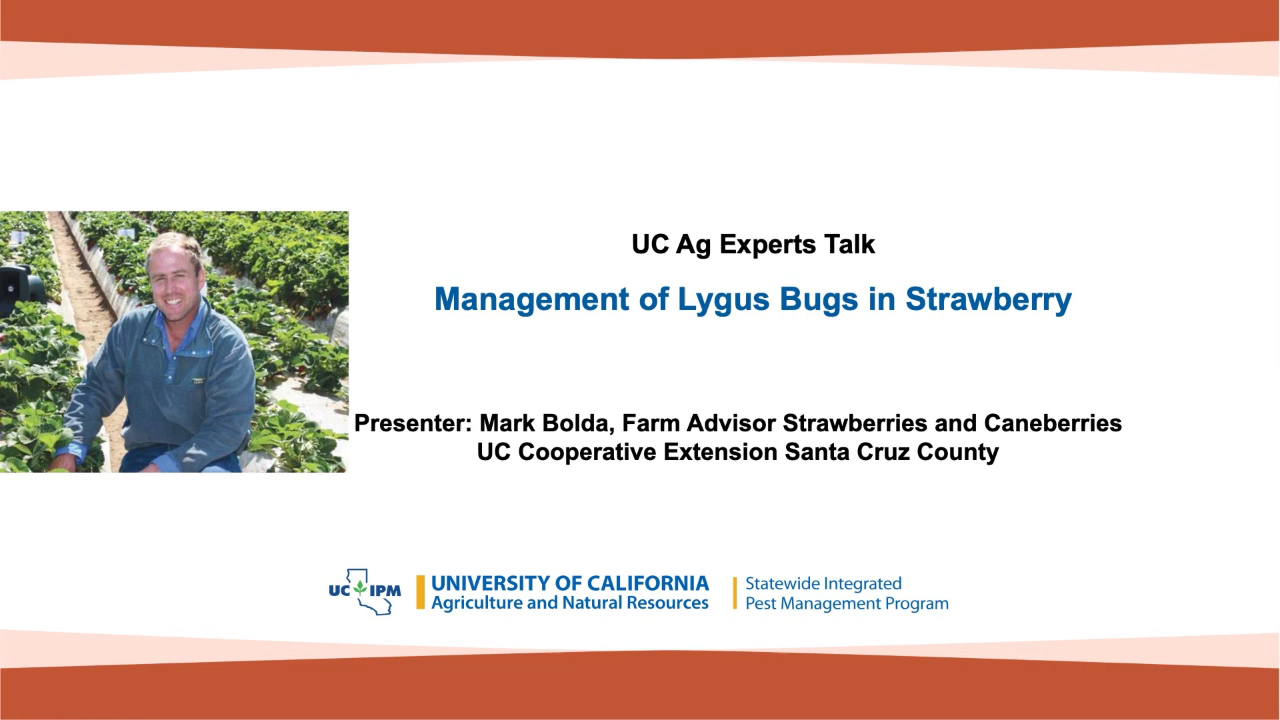 UC Ag Experts Talk
Management of Lygus Bugs in Strawberry
Presenter: Mark Bolda, Farm Advisor Strawberries and Caneberries
UC Cooperative Extension Santa Cruz County
UC IPM
UNIVERSITY OF CALIFORNIA
Agriculture and Natural Resources
Statewide Integrated
Pest Management Program